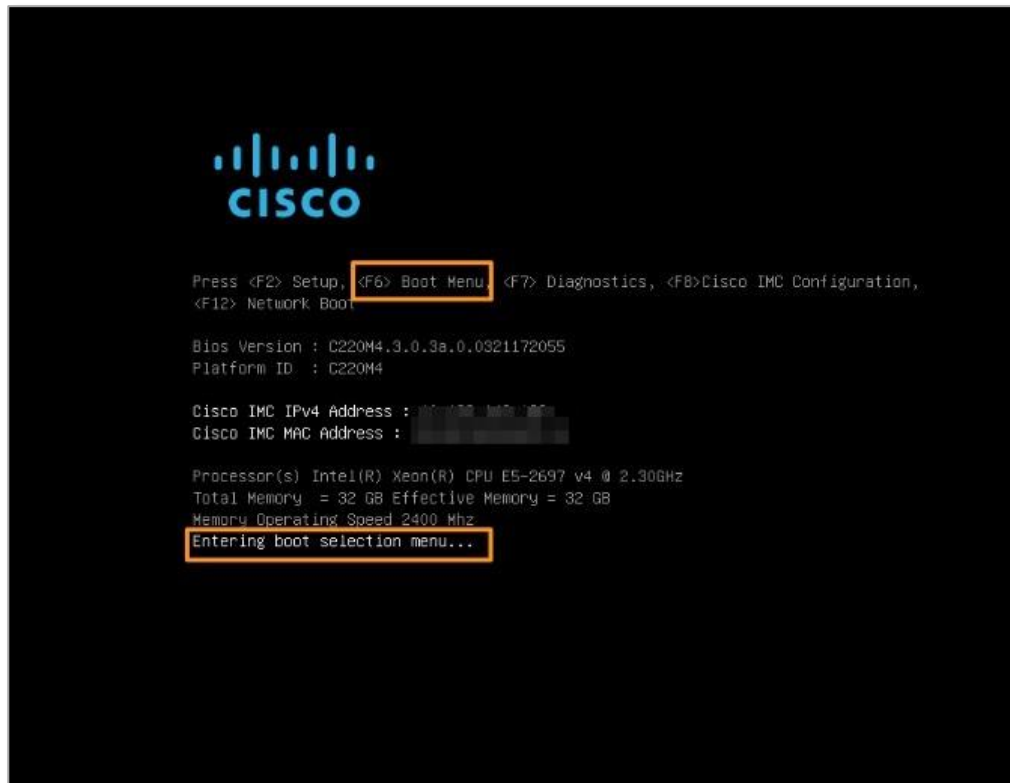 CISCO
Press <F2> Setup, <F6> Boot Menu, <F7> Diagnostics, <F8>Cisco IMC Configuration,
<F12> Network Boot
Bios Version : C220M4.3.0.3a.0.0321172055
Platform ID  : C220M4
Cisco IMC IPv4 Address :
Cisco IMC MAC Address :
Processor(s) Intel(R) Xeon(R) CPU E5-2697 v4 @ 2.30GHz
Total Memory  = 32 GB Effective Memory = 32 GB
Memory Operating Speed 2400 Mhz
Entering boot selection menu...